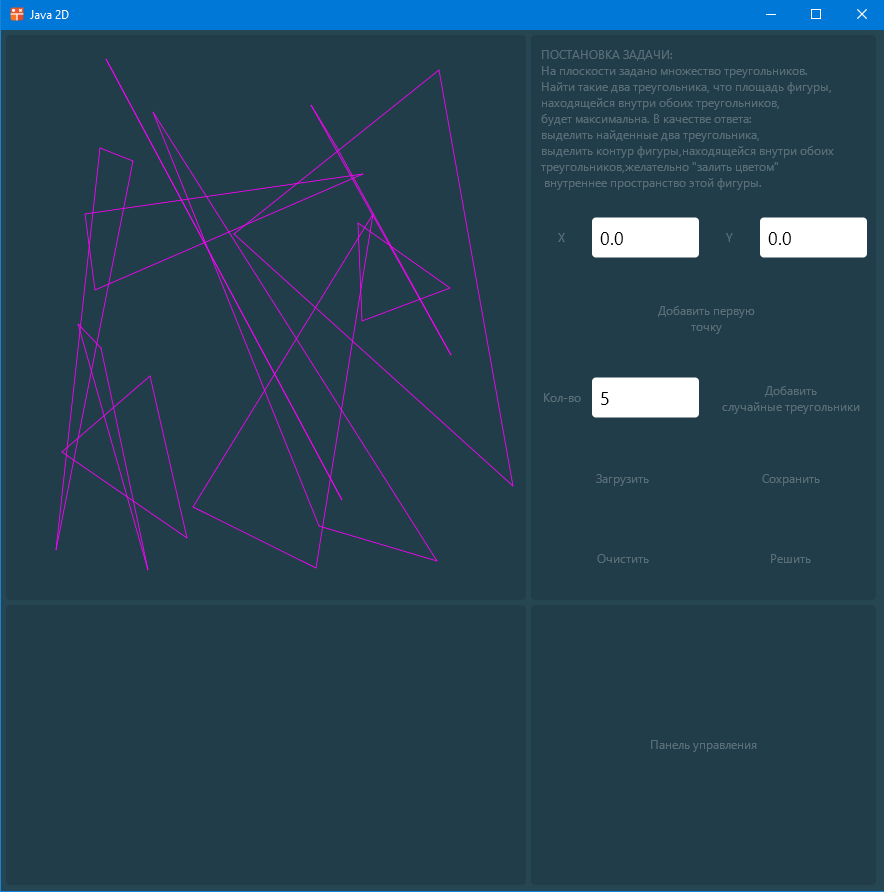 Java 2D
ПОСТАНОВКА ЗАДАЧИ:
На плоскости задано множество треугольников.
Найти такие два треугольника, что площадь фигуры,
находящейся внутри обоих треугольников,
будет максимальна. В качестве ответа:
выделить найденные два треугольника,
выделить контур фигуры,находящейся внутри обоих
треугольников,желательно "залить цветом"
внутреннее пространство этой фигуры.
X 0.0 Y 0.0
Добавить первую
точку
Кол-во 5 Добавить
случайные треугольники
Загрузить Сохранить
Очистить Решить
Панель управления